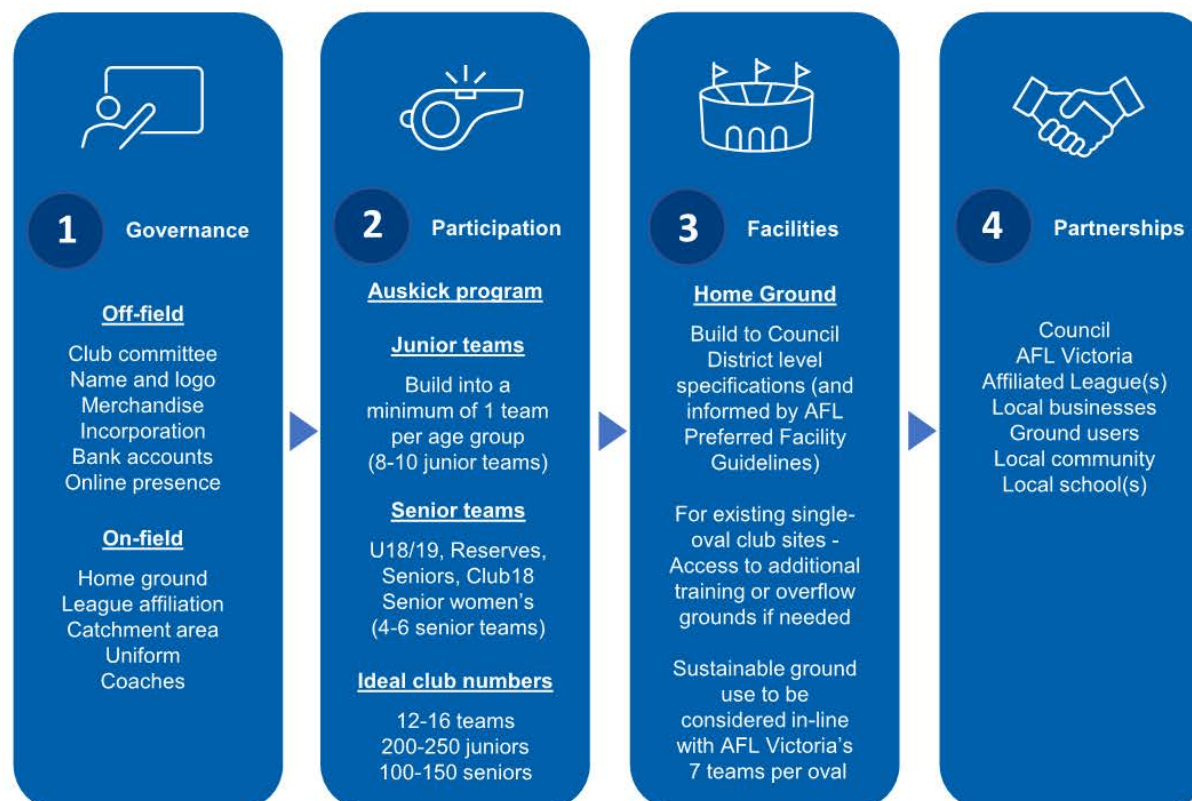 1
Governance
Off-field
Club committee
Name and logo
Merchandise
Incorporation
Bank accounts
Online presence
On-field
Home ground
League affiliation
Catchment area
Uniform
Coaches
2
Participation
Auskick program
Junior teams
Build into a
minimum of 1 team
per age group
(8-10 junior teams)
Senior teams
U18/19, Reserves,
Seniors, Club18
Senior women's
(4-6 senior teams)
Ideal club numbers
12-16 teams
200-250 juniors
100-150 seniors
3
Facilities
Home Ground
Build to Council
District level
specifications (and
informed by AFL
Preferred Facility
Guidelines)
For existing single-
oval club sites -
Access to additional
training or overflow
grounds if needed
Sustainable ground
use to be
considered in-line
with AFL Victoria's
7 teams per oval
4
Partnerships
Council
AFL Victoria
Affiliated League(s)
Local businesses
Ground users
Local community
Local school(s)